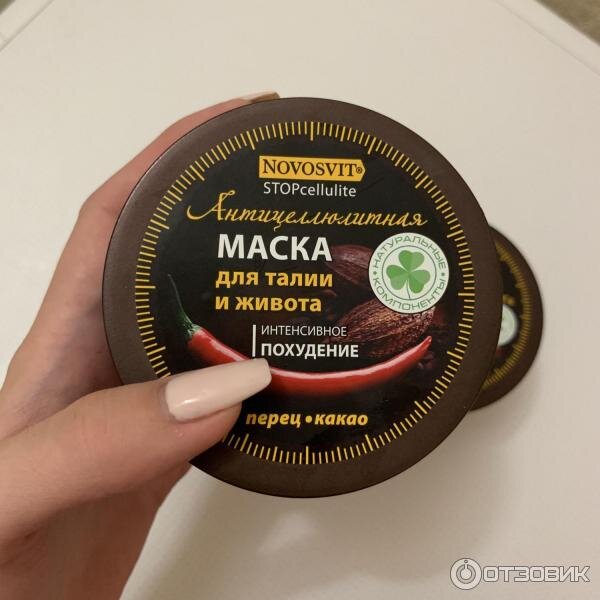 NOVOSVIT®
STOPcellulite
Антицеллюлитная
МАСКА
для талии
и живота
НАТУРАЛЬНЫЕ
КОМПОНЕНТЫ
ИНТЕНСИВНОЕ
ПОХУДЕНИЕ
перец • какао
ОТЗОВИК